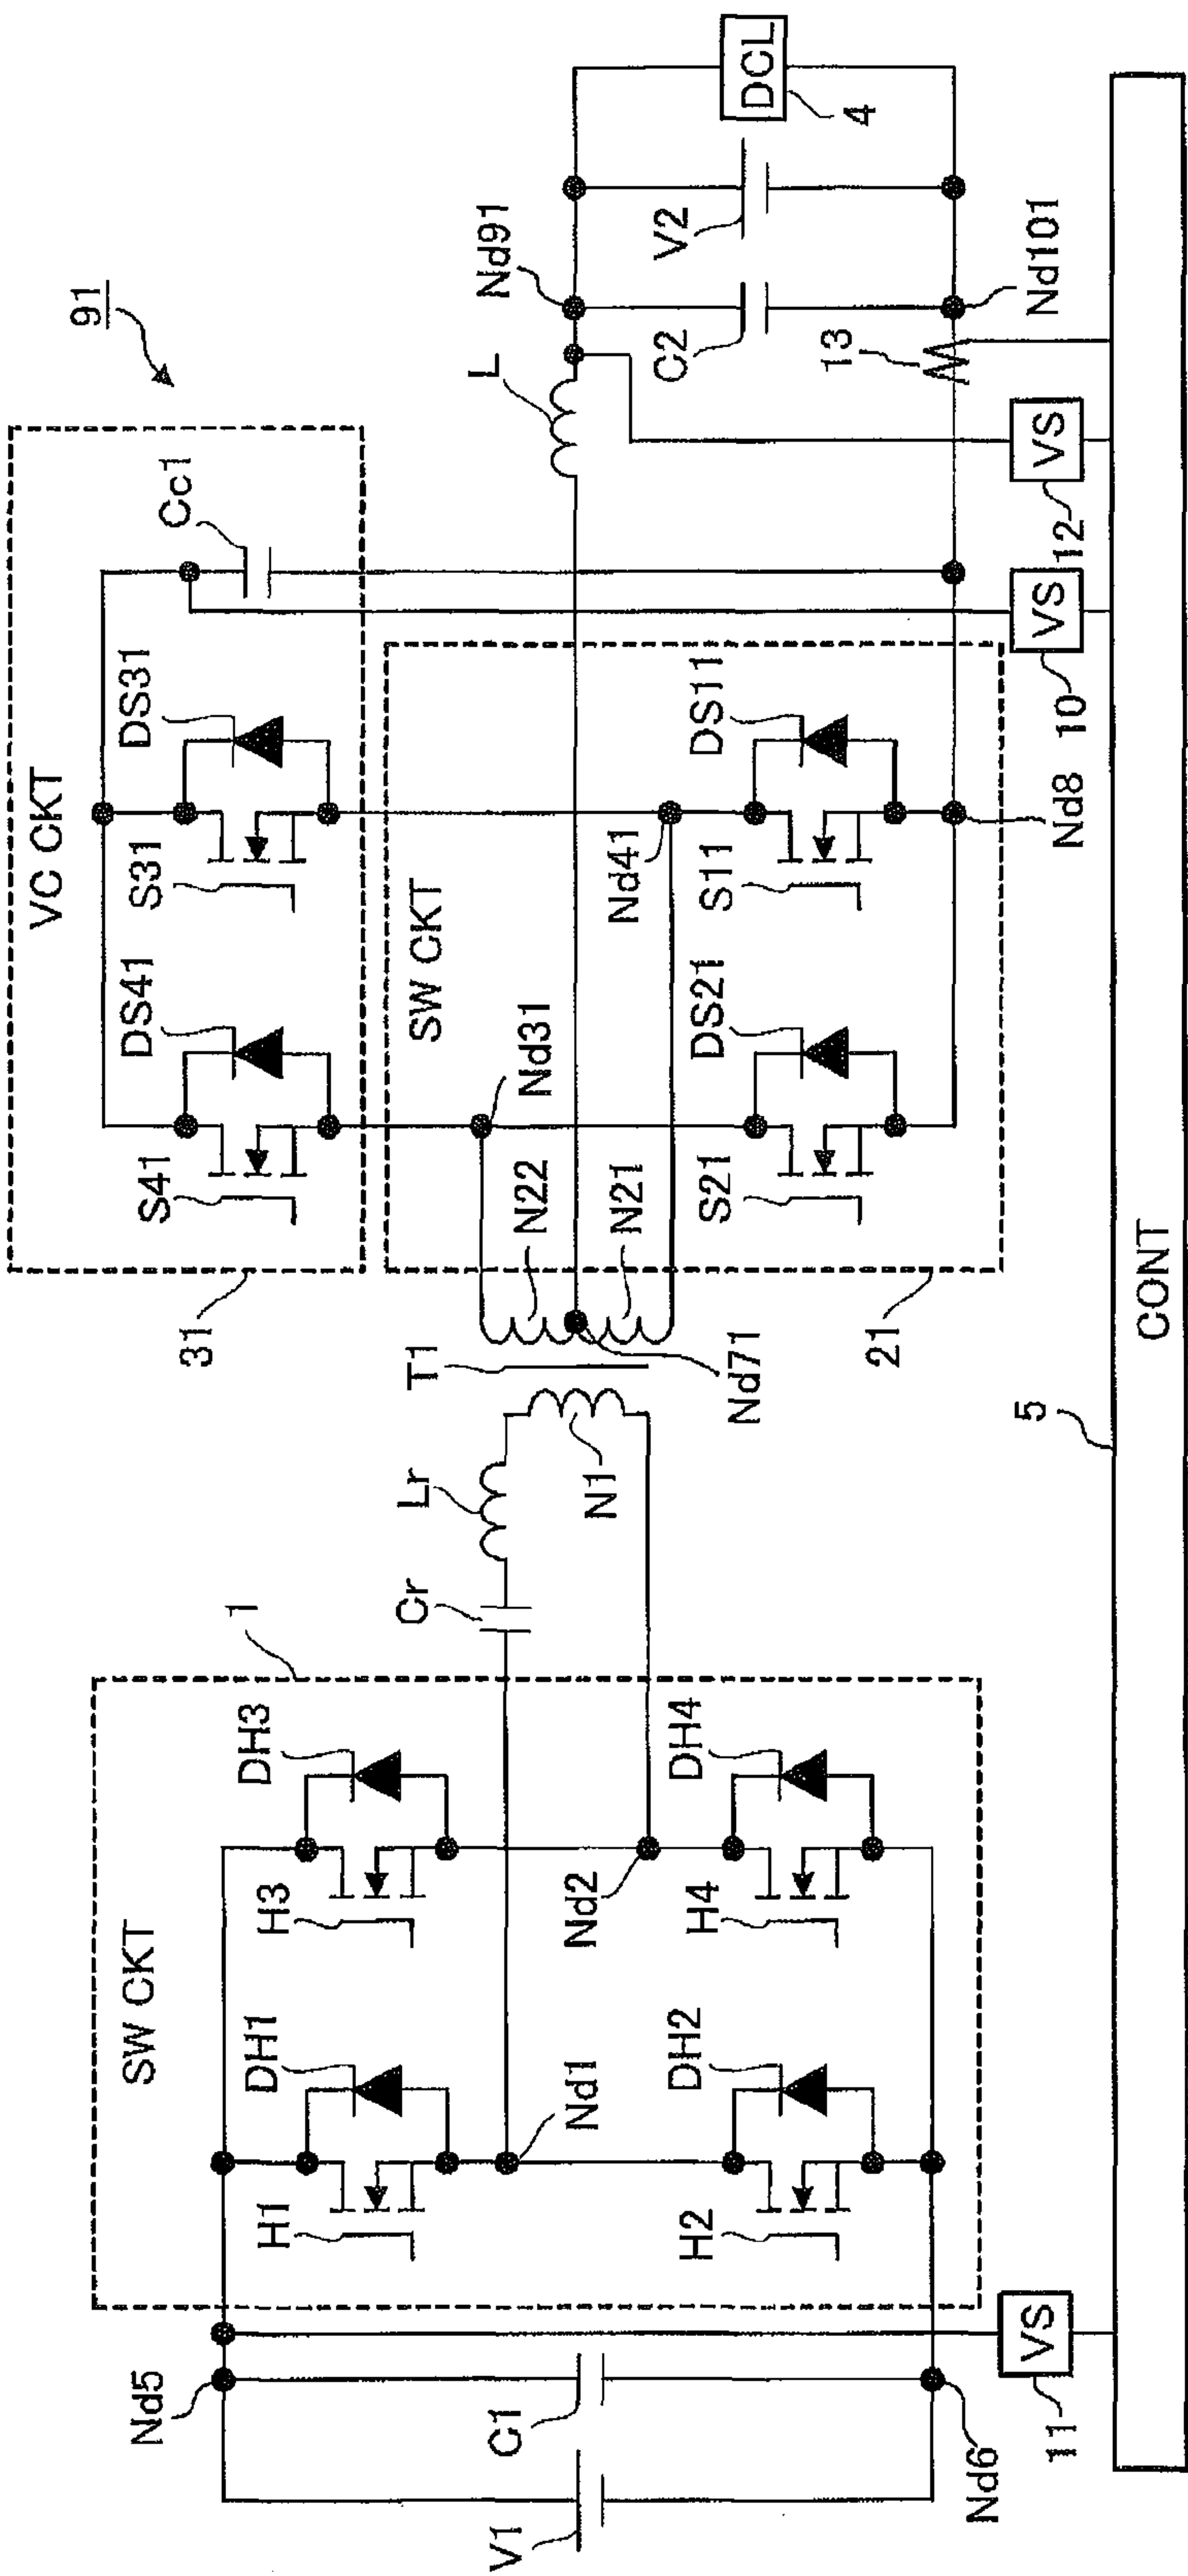 91
VC CKT
Cc1
DS41
DS31
S41
S31
31
SW CKT
1
DH1
DH3
H1
H3
Nd5
Nd1
Nd2
DH2
DH4
H2
H4
V1
C1
Nd6
11
VS
Cr
Lr
N1
T1
Nd71
N22
N21
Nd31
SW CKT
Nd41
DS21
DS11
S21
S11
21
Nd8
L
Nd91
C2
V2
DCL
4
13
Nd101
10
VS
12
VS
5
CONT